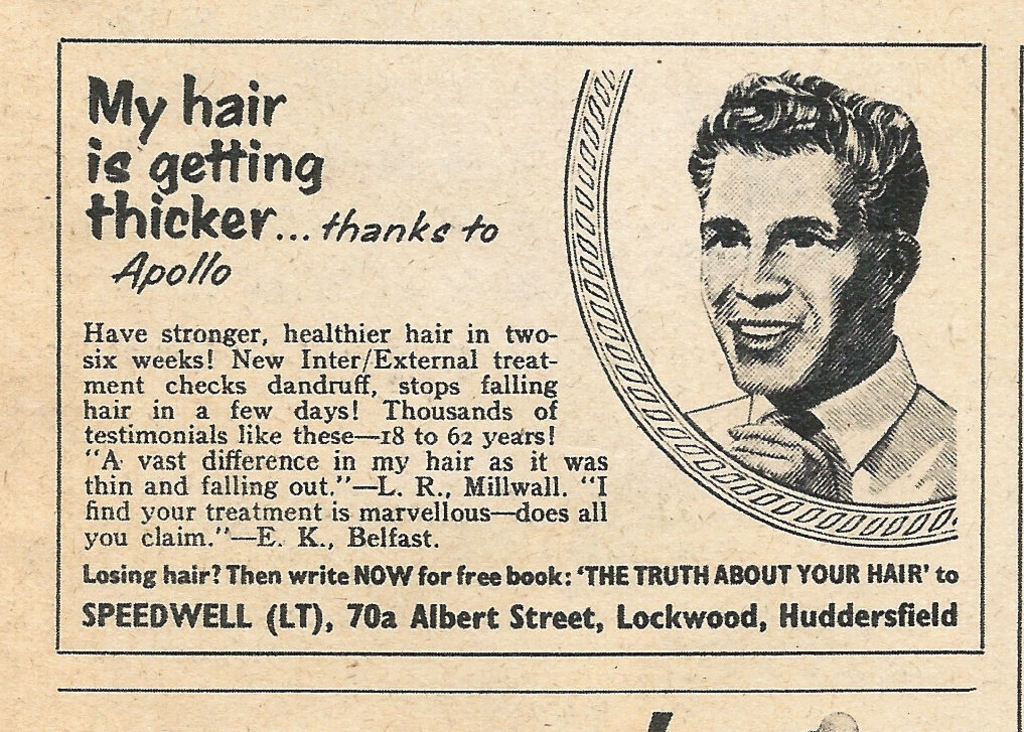 My hair
is getting
thicker... thanks to
Apollo
Have stronger, healthier hair in two-
six weeks! New Inter/External treat-
ment checks dandruff, stops falling
hair in a few days! Thousands of
testimonials like these—18 to 62 years!
"A vast difference in my hair as it was
thin and falling out."—L. R., Millwall. "I
find your treatment is marvellous—does all
you claim."—E. K., Belfast.
Losing hair? Then write NOW for free book: 'THE TRUTH ABOUT YOUR HAIR' to
SPEEDWELL (LT), 70a Albert Street, Lockwood, Huddersfield